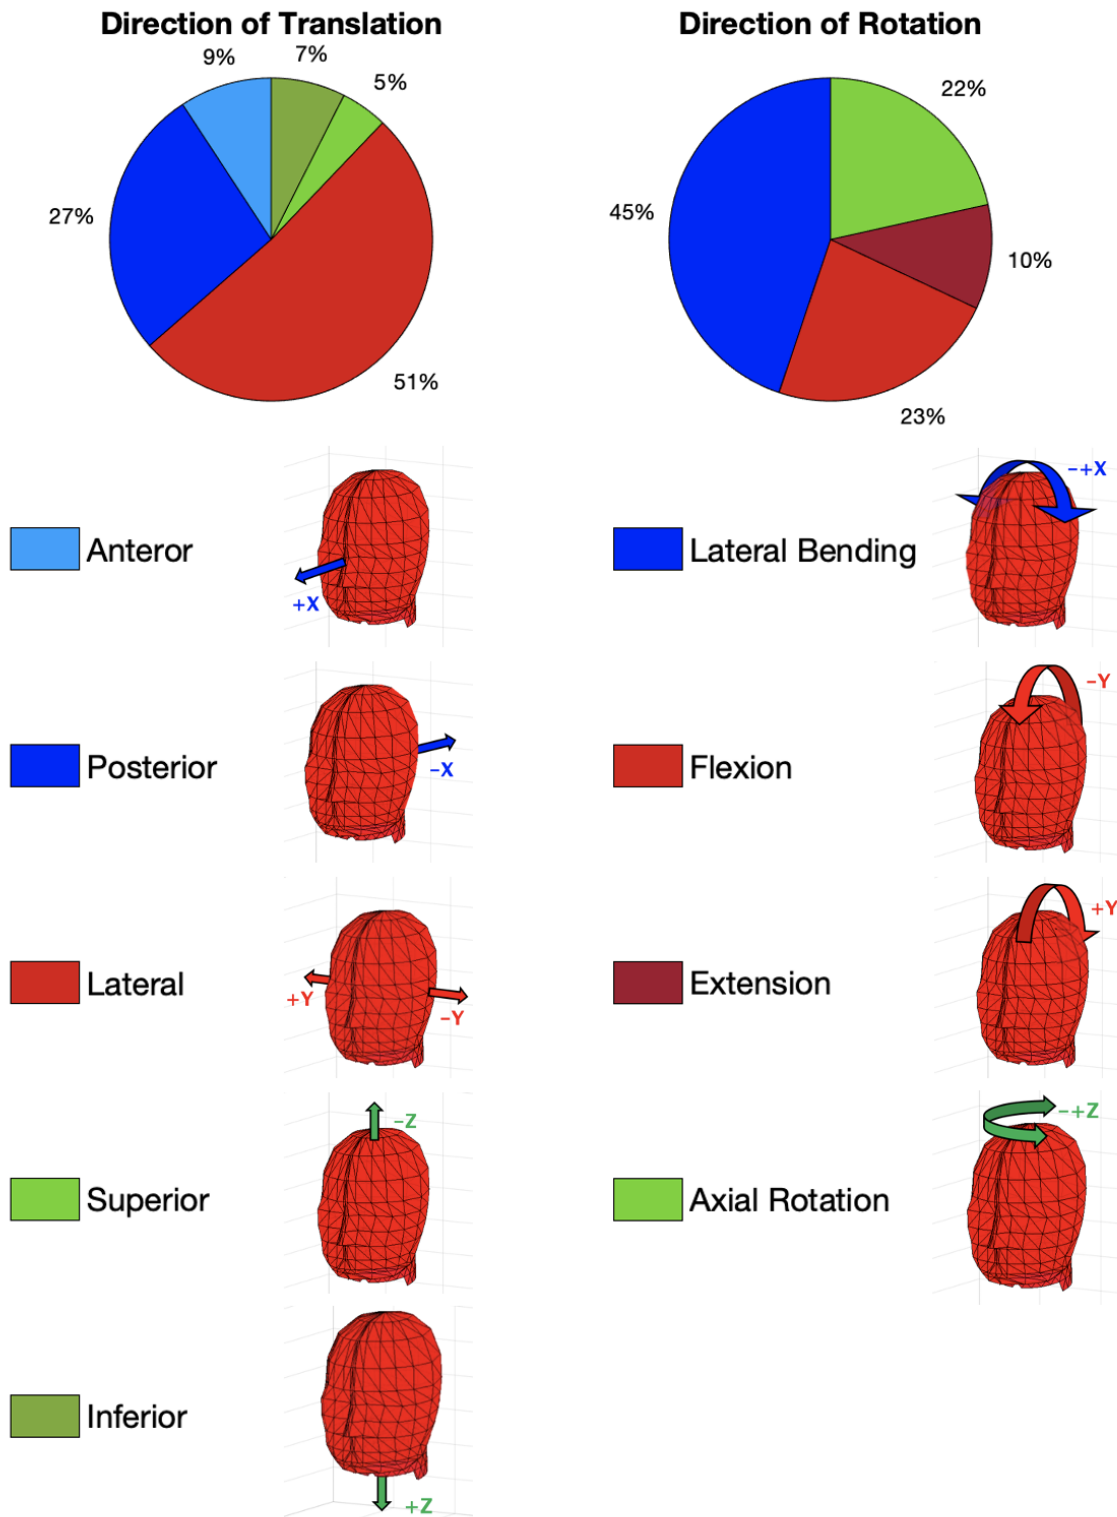 Direction of Translation
Direction of Rotation
9%
7%
5%
27%
51%
22%
45%
10%
23%
Anteror
+X
Lateral Bending
-+X
Posterior
-X
Flexion
-Y
Lateral
+Y
-Y
Extension
+Y
Superior
-Z
Axial Rotation
-+Z
Inferior
+Z